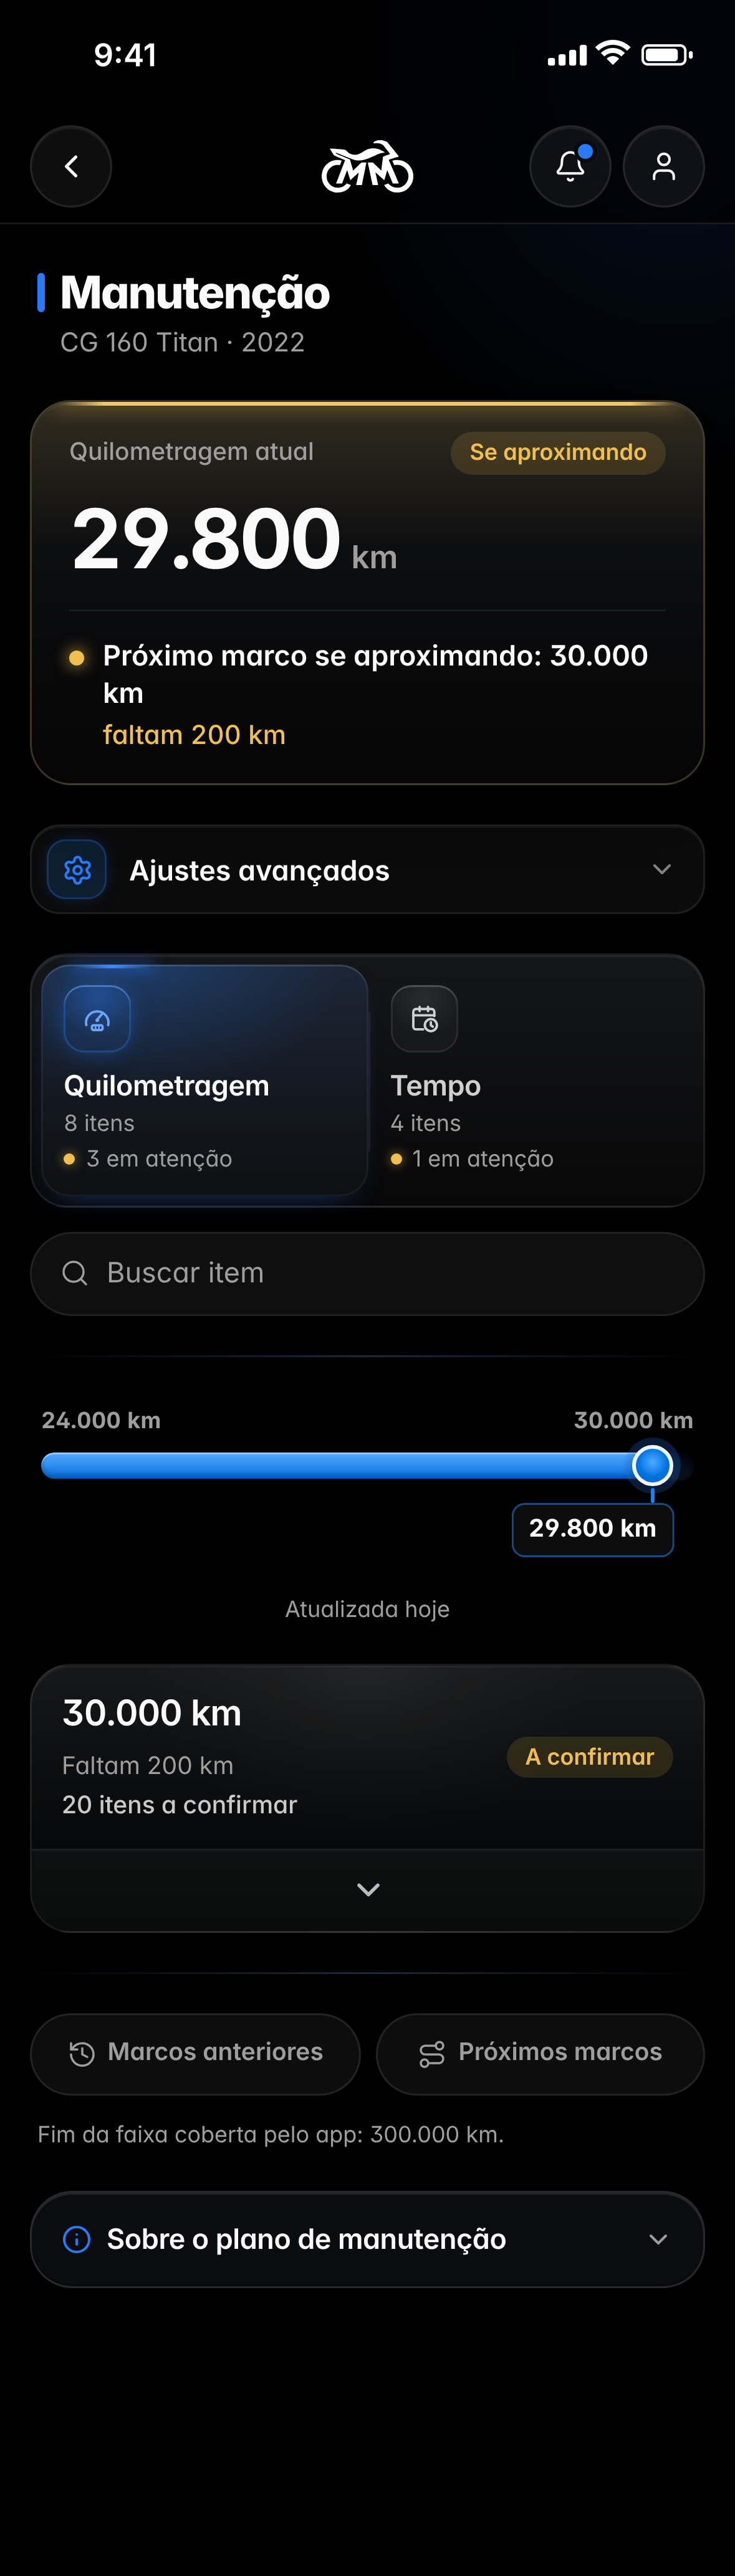 9:41
MM
Manutenção
CG 160 Titan · 2022
Quilometragem atual
Se aproximando
29.800 km
Próximo marco se aproximando: 30.000
km
faltam 200 km
Ajustes avançados
Quilometragem
8 itens
3 em atenção
Tempo
4 itens
1 em atenção
Buscar item
24.000 km
30.000 km
29.800 km
Atualizada hoje
30.000 km
Faltam 200 km
20 itens a confirmar
A confirmar
Marcos anteriores
Próximos marcos
Fim da faixa coberta pelo app: 300.000 km.
Sobre o plano de manutenção